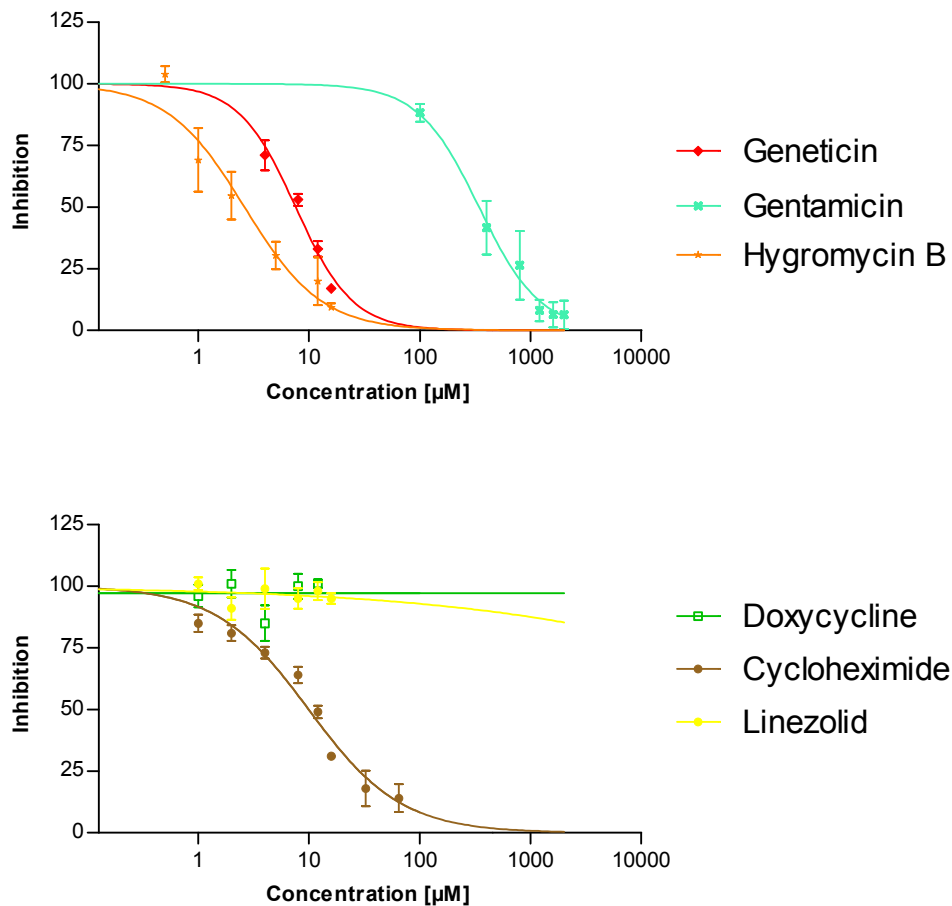 125
100
75
50
25
0
Inhibition
1
10
100
1000
10000
Concentration [µM]
Geneticin
Gentamicin
Hygromycin B
125
100
75
50
25
0
Inhibition
1
10
100
1000
10000
Concentration [µM]
Doxycycline
Cycloheximide
Linezolid